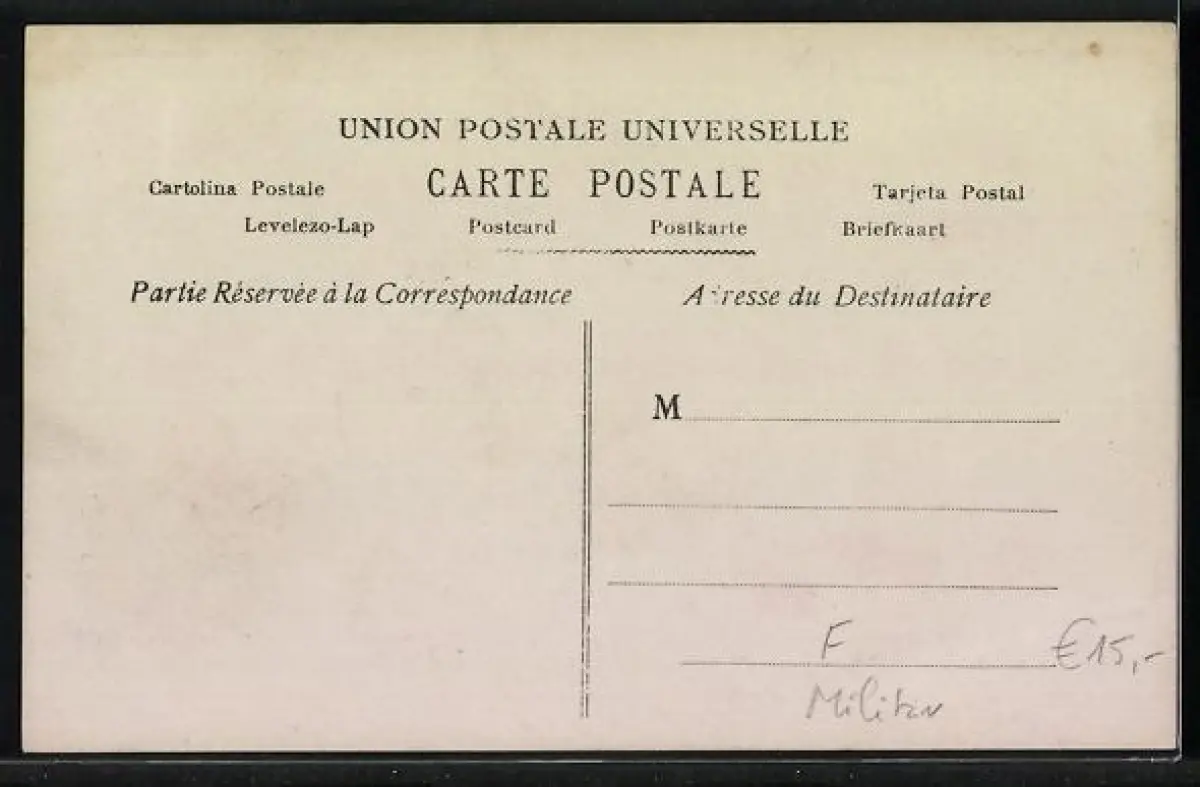 UNION POSTALE UNIVERSELLE
CARTE POSTALE
Cartolina Postale
Tarjeta Postal
Levelezo-Lap Postcard Postkarte Briefkaart
Partie Réservée à la Correspondance
Adresse du Destinataire
M
F
€15,-
Militär